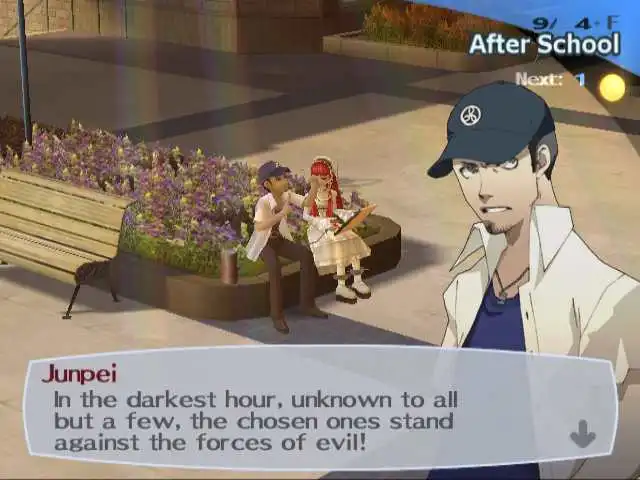 9/ 4・F
After School
Next: 1
Junpei
In the darkest hour, unknown to all
but a few, the chosen ones stand
against the forces of evil!